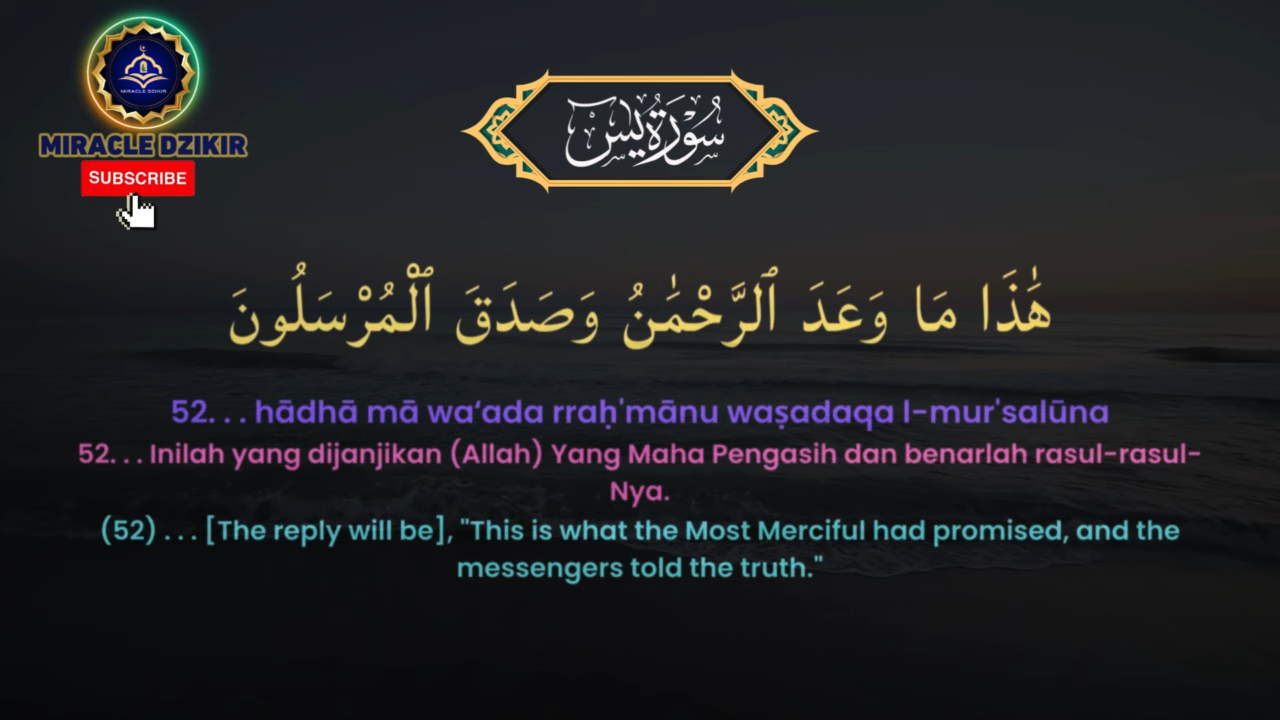 MIRACLE DZIKIR
MIRACLE DZIKIR
SUBSCRIBE
سُوْرَةُ يٰسٓ
هَٰذَا مَا وَعَدَ ٱلرَّحْمَٰنُ وَصَدَقَ ٱلْمُرْسَلُونَ
52. . . hādhā mā wa‘ada rraḥ'mānu waṣadaqa l-mur'salūna
52. . . Inilah yang dijanjikan (Allah) Yang Maha Pengasih dan benarlah rasul-rasul-
Nya.
(52) . . . [The reply will be], "This is what the Most Merciful had promised, and the
messengers told the truth."